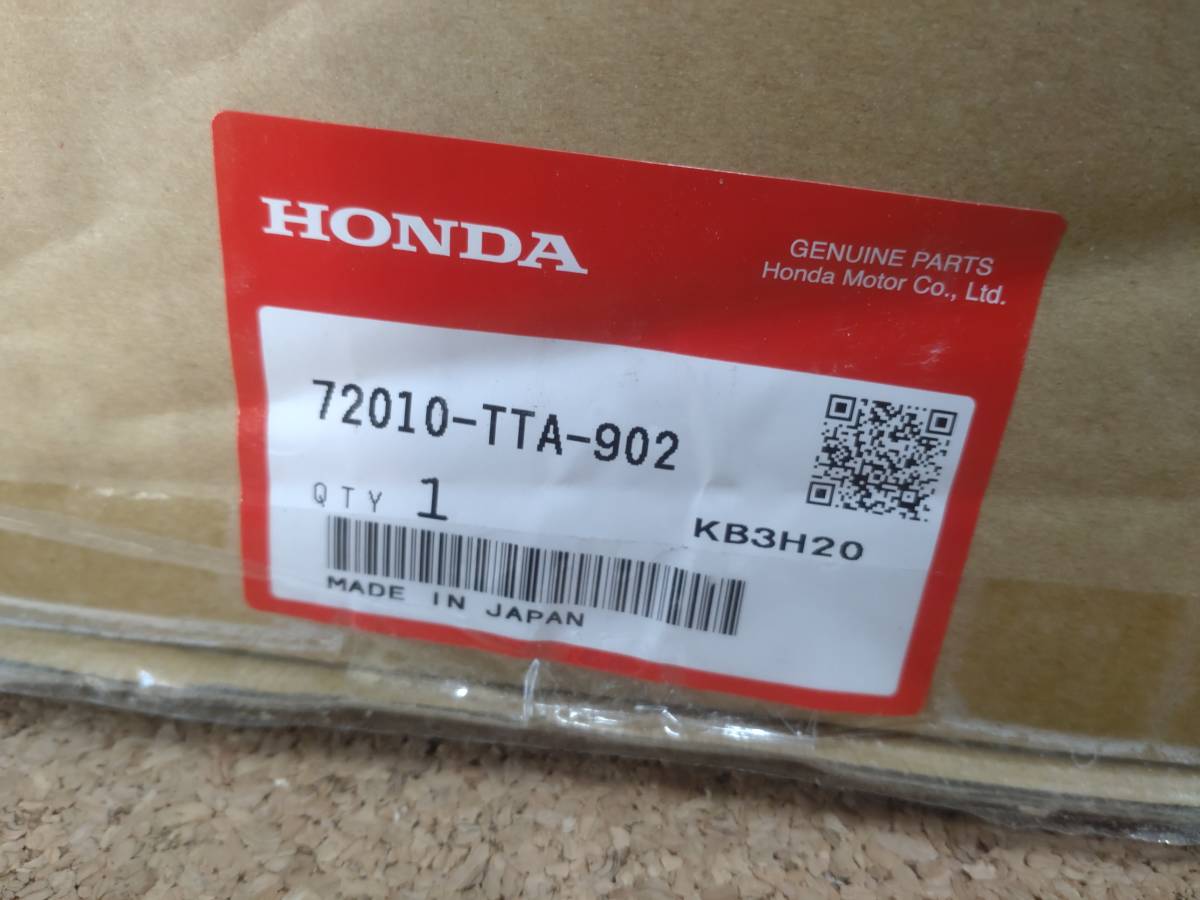 HONDA
GENUINE PARTS
Honda Motor Co., Ltd.
72010-TTA-902
QTY 1
KB3H20
MADE IN JAPAN